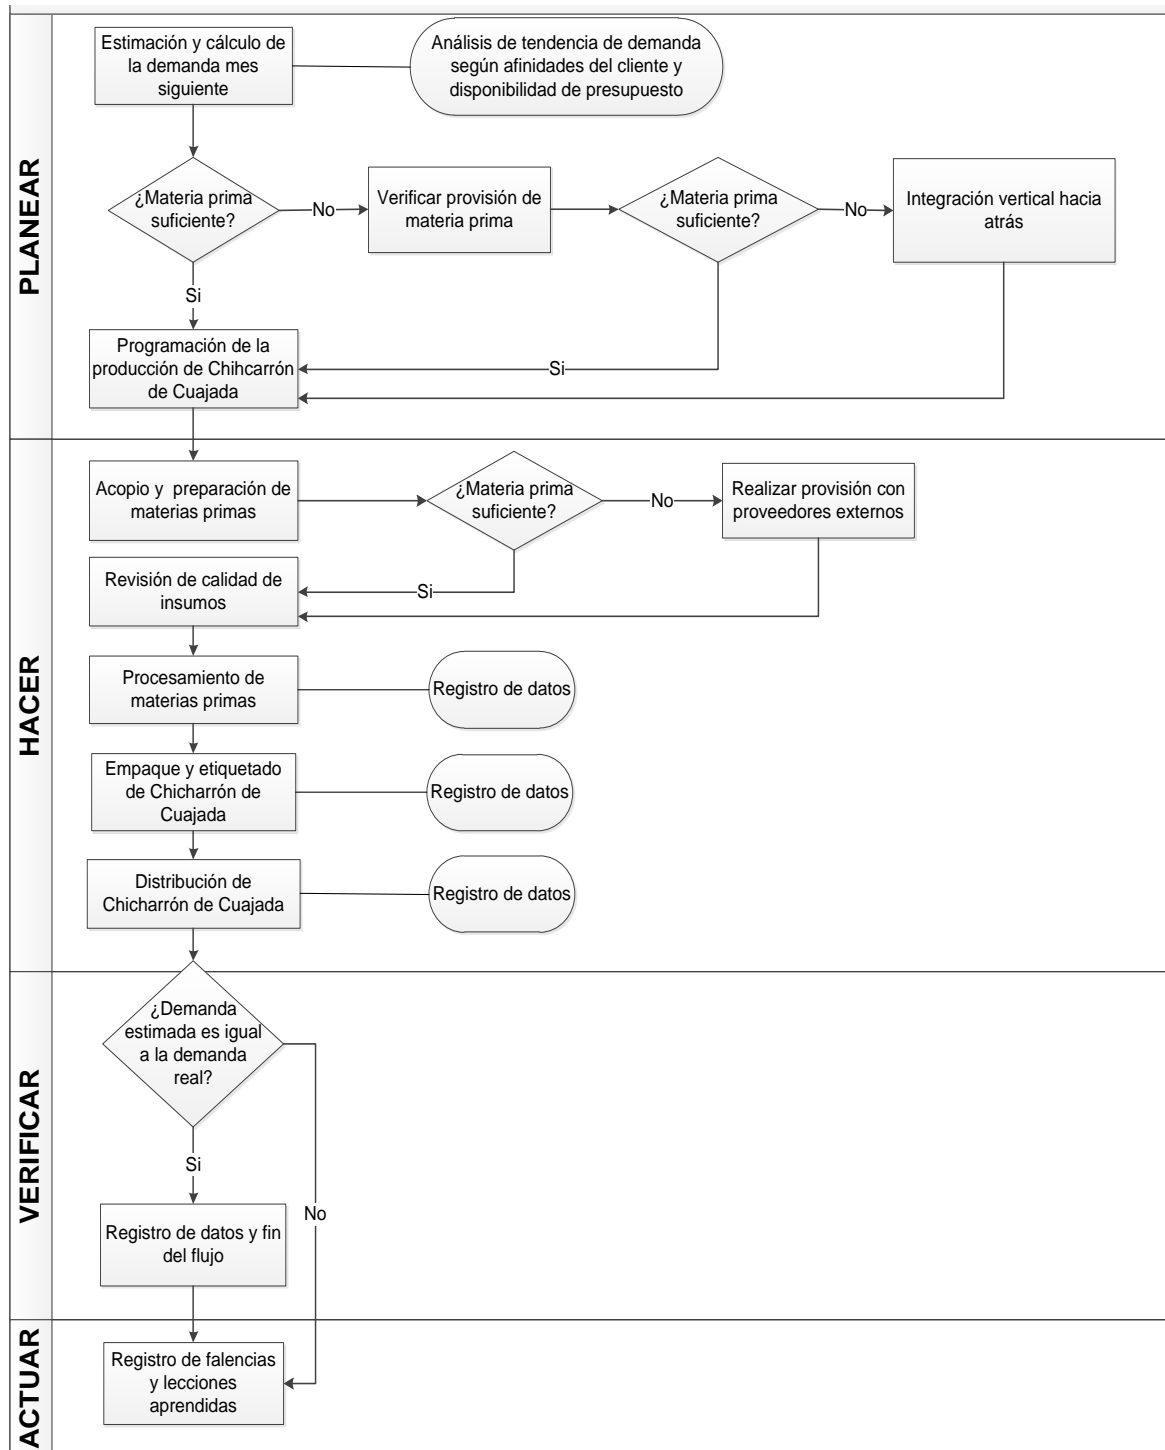 PLANEAR
Estimación y cálculo de
la demanda mes
siguiente
Análisis de tendencia de demanda
según afinidades del cliente y
disponibilidad de presupuesto
¿Materia prima
suficiente?
No
Verificar provisión de
materia prima
¿Materia prima
suficiente?
No
Integración vertical hacia
atrás
Si
Programación de la
producción de Chihcarrón
de Cuajada
Si
HACER
Acopio y preparación de
materias primas
¿Materia prima
suficiente?
No
Realizar provisión con
proveedores externos
Revisión de calidad de
insumos
Si
Procesamiento de
materias primas
Registro de datos
Empaque y etiquetado
de Chicharrón de
Cuajada
Registro de datos
Distribución de
Chicharrón de Cuajada
Registro de datos
VERIFICAR
¿Demanda
estimada es igual
a la demanda
real?
Si
No
Registro de datos y fin
del flujo
ACTUAR
Registro de falencias
y lecciones
aprendidas